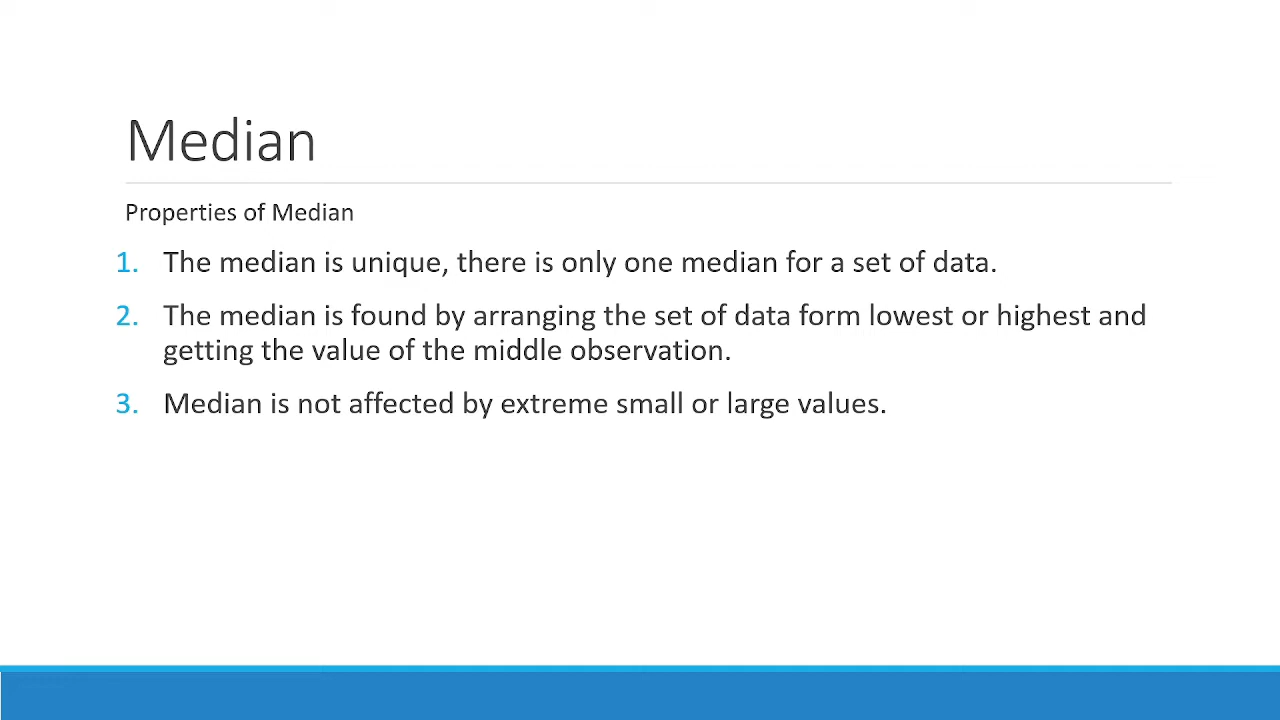 Median
Properties of Median
1. The median is unique, there is only one median for a set of data.
2. The median is found by arranging the set of data form lowest or highest and
getting the value of the middle observation.
3. Median is not affected by extreme small or large values.